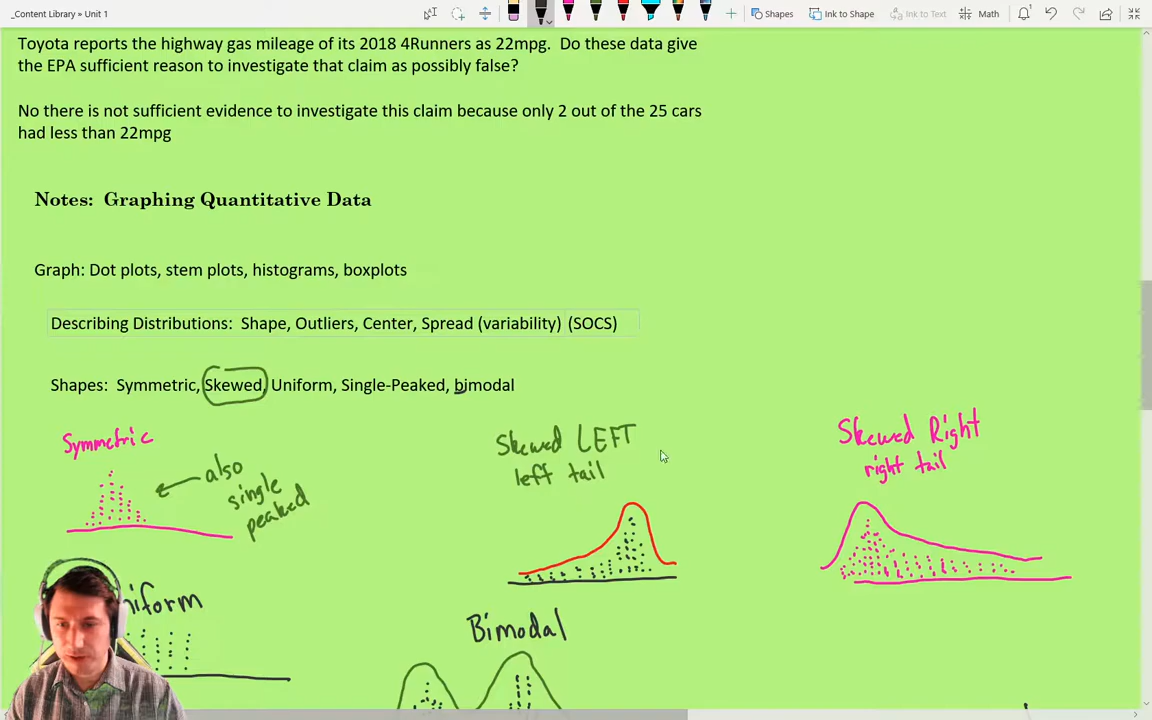 _Content Library » Unit 1
Shapes
Ink to Shape
Ink to Text
Math
Toyota reports the highway gas mileage of its 2018 4Runners as 22mpg. Do these data give
the EPA sufficient reason to investigate that claim as possibly false?
No there is not sufficient evidence to investigate this claim because only 2 out of the 25 cars
had less than 22mpg
Notes: Graphing Quantitative Data
Graph: Dot plots, stem plots, histograms, boxplots
Describing Distributions: Shape, Outliers, Center, Spread (variability) (SOCS)
Shapes: Symmetric, Skewed, Uniform, Single-Peaked, bimodal
Symmetric
also
single
peaked
Skewed LEFT
left tail
Skewed Right
right tail
niform
Bimodal